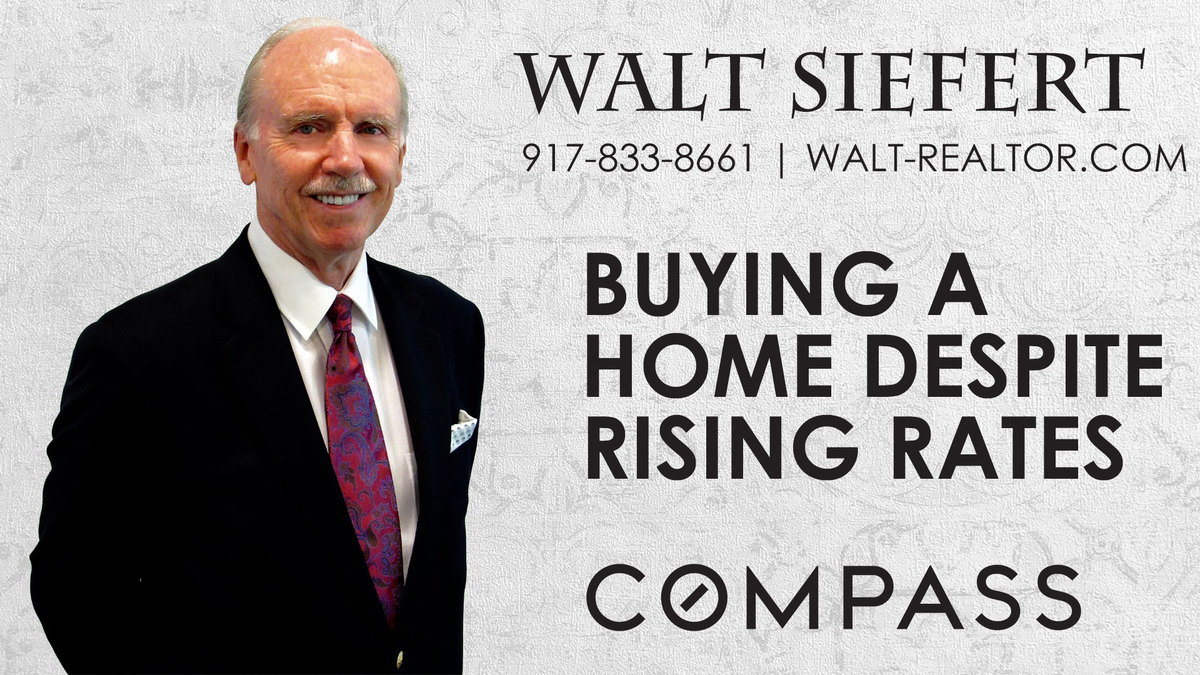 WALT SIEFERT
917-833-8661 | WALT-REALTOR.COM
BUYING A
HOME DESPITE
RISING RATES
COMPASS